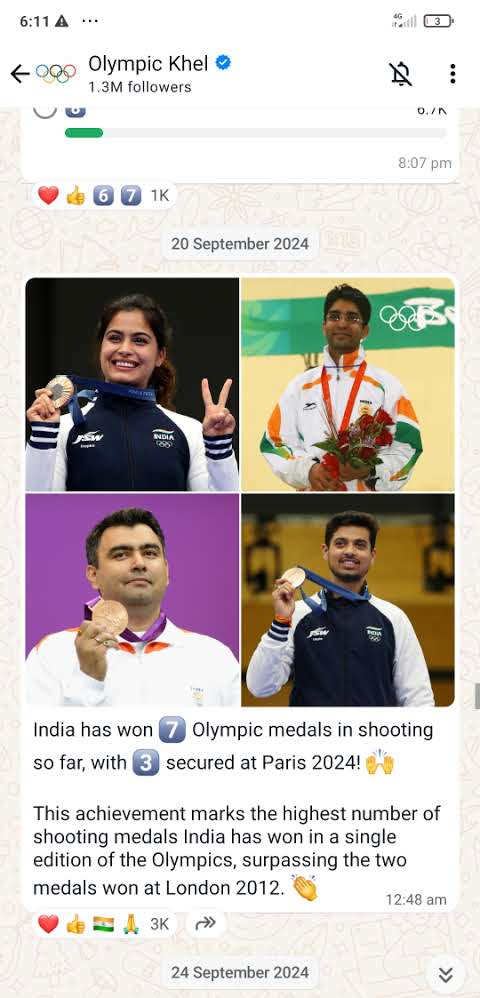 6:11
4G
3
Olympic Khel
1.3M followers
8
6.7K
8:07 pm
6 7 1K
20 September 2024
JSW
INDIA
INDIA
JSW
INDIA
India has won 7 Olympic medals in shooting
so far, with 3 secured at Paris 2024!
This achievement marks the highest number of
shooting medals India has won in a single
edition of the Olympics, surpassing the two
medals won at London 2012.
12:48 am
3K
24 September 2024